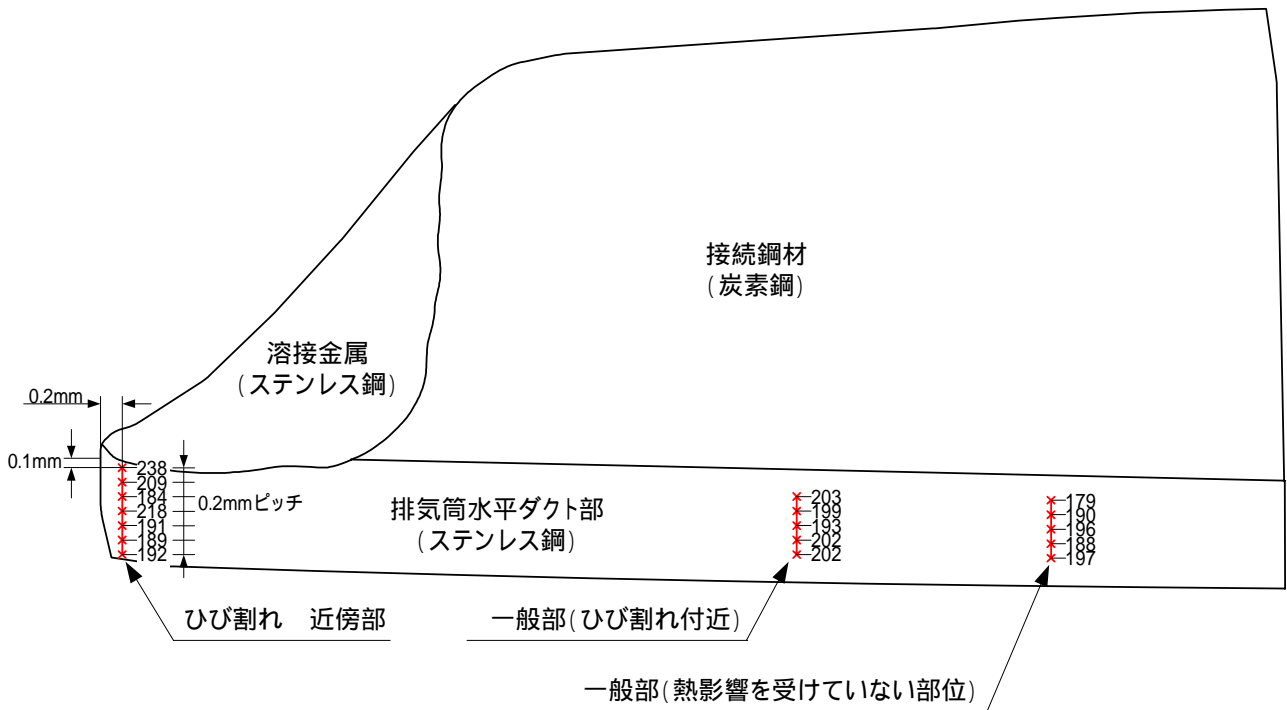 接続鋼材
(炭素鋼)
溶接金属
(ステンレス鋼)
0.2mm
0.1mm
238
209
184
218
191
189
192
0.2mmピッチ
排気筒水平ダクト部
(ステンレス鋼)
203
199
193
202
202
179
190
196
188
197
ひび割れ　近傍部
一般部(ひび割れ付近)
一般部(熱影響を受けていない部位)